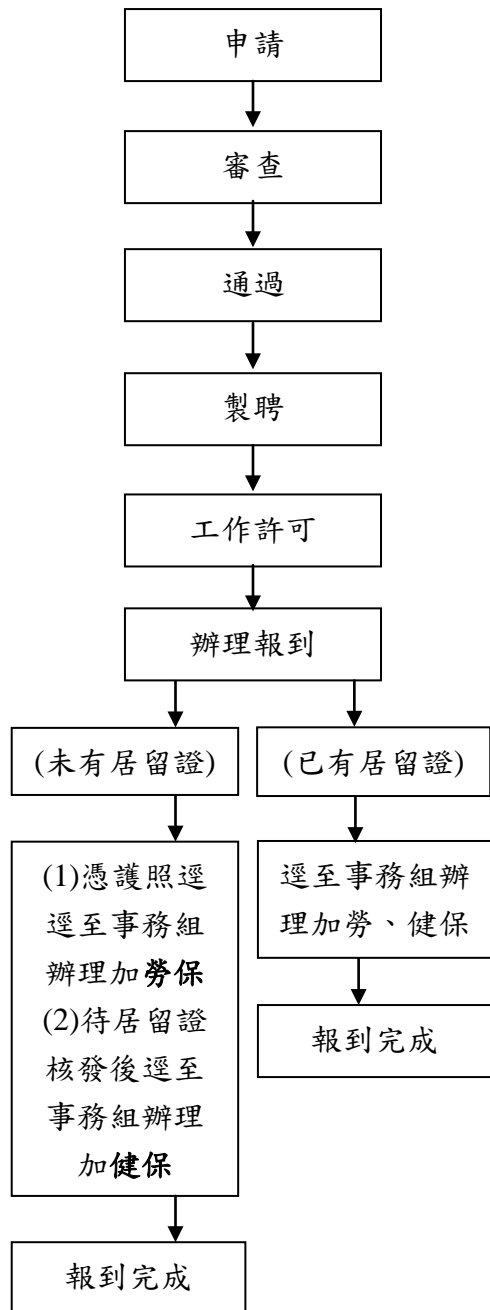 申請
審查
通過
製聘
工作許可
辦理報到
(未有居留證)
(已有居留證)
(1)憑護照逕
逕至事務組
辦理加勞保
(2)待居留證
核發後逕至
事務組辦理
加健保
逕至事務組辦
理加勞、健保
報到完成
報到完成